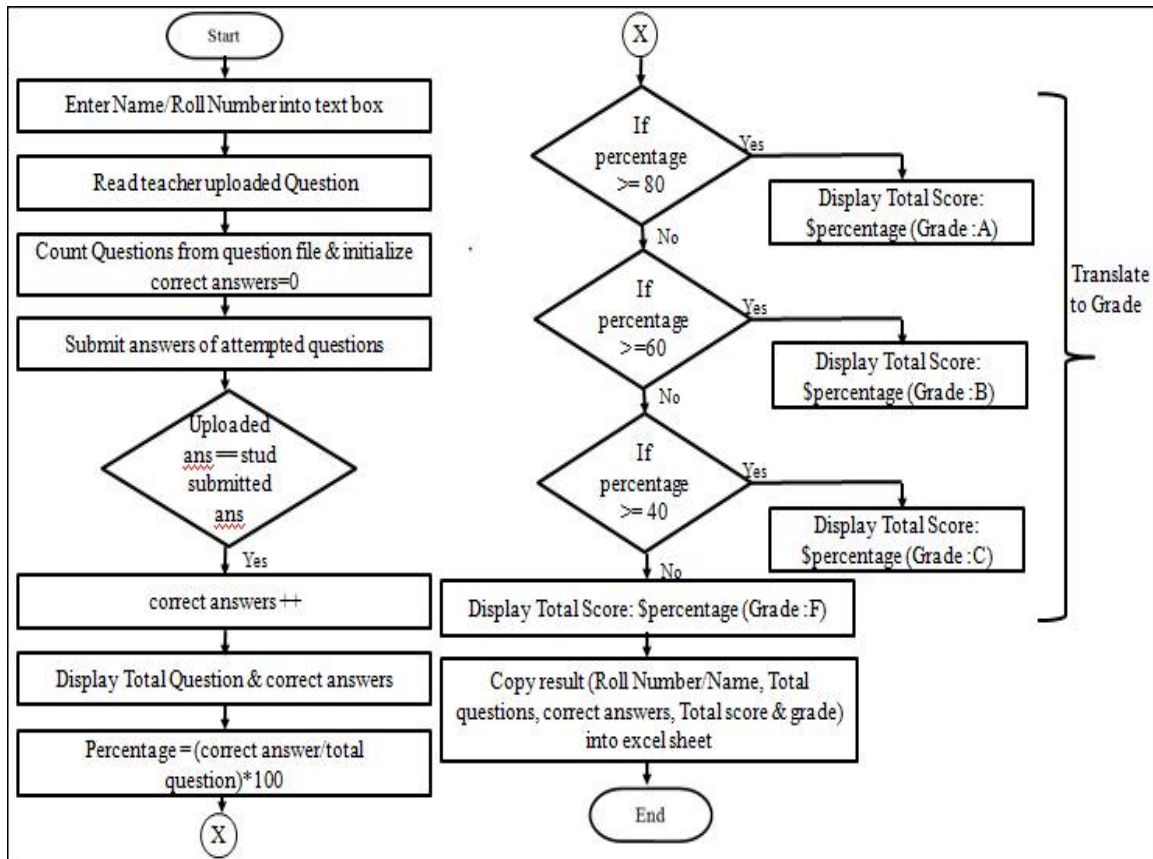 Start
Enter Name/Roll Number into text box
Read teacher uploaded Question
Count Questions from question file & initialize
correct answers=0
Submit answers of attempted questions
Uploaded
ans == stud
submitted
ans
Yes
correct answers ++
Display Total Question & correct answers
Percentage = (correct answer/total
question)*100
X
X
If
percentage
>= 80
Yes
Display Total Score:
$percentage (Grade :A)
No
If
percentage
>=60
Yes
Display Total Score:
$percentage (Grade :B)
No
If
percentage
>= 40
Yes
Display Total Score:
$percentage (Grade :C)
No
Display Total Score: $percentage (Grade :F)
Copy result (Roll Number/Name, Total
questions, correct answers, Total score & grade)
into excel sheet
End
Translate
to Grade